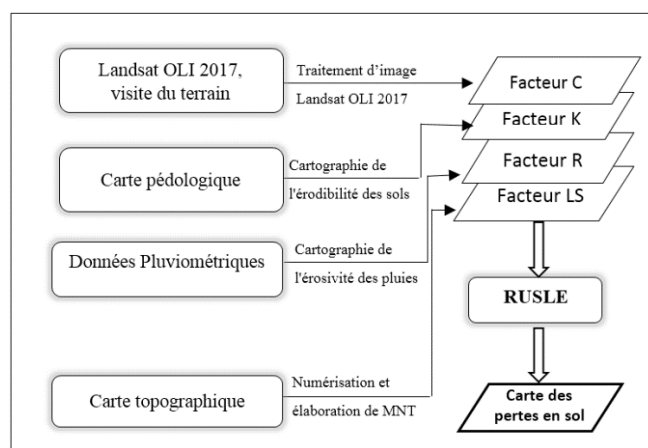 Landsat OLI 2017,
visite du terrain
Traitement d'image
Landsat OLI 2017
Facteur C
Facteur K
Carte pédologique
Cartographie de
l'érodibilité des sols
Facteur R
Facteur LS
Données Pluviométriques
Cartographie de
l'érosivité des pluies
RUSLE
Carte topographique
Numérisation et
élaboration de MNT
Carte des
pertes en sol